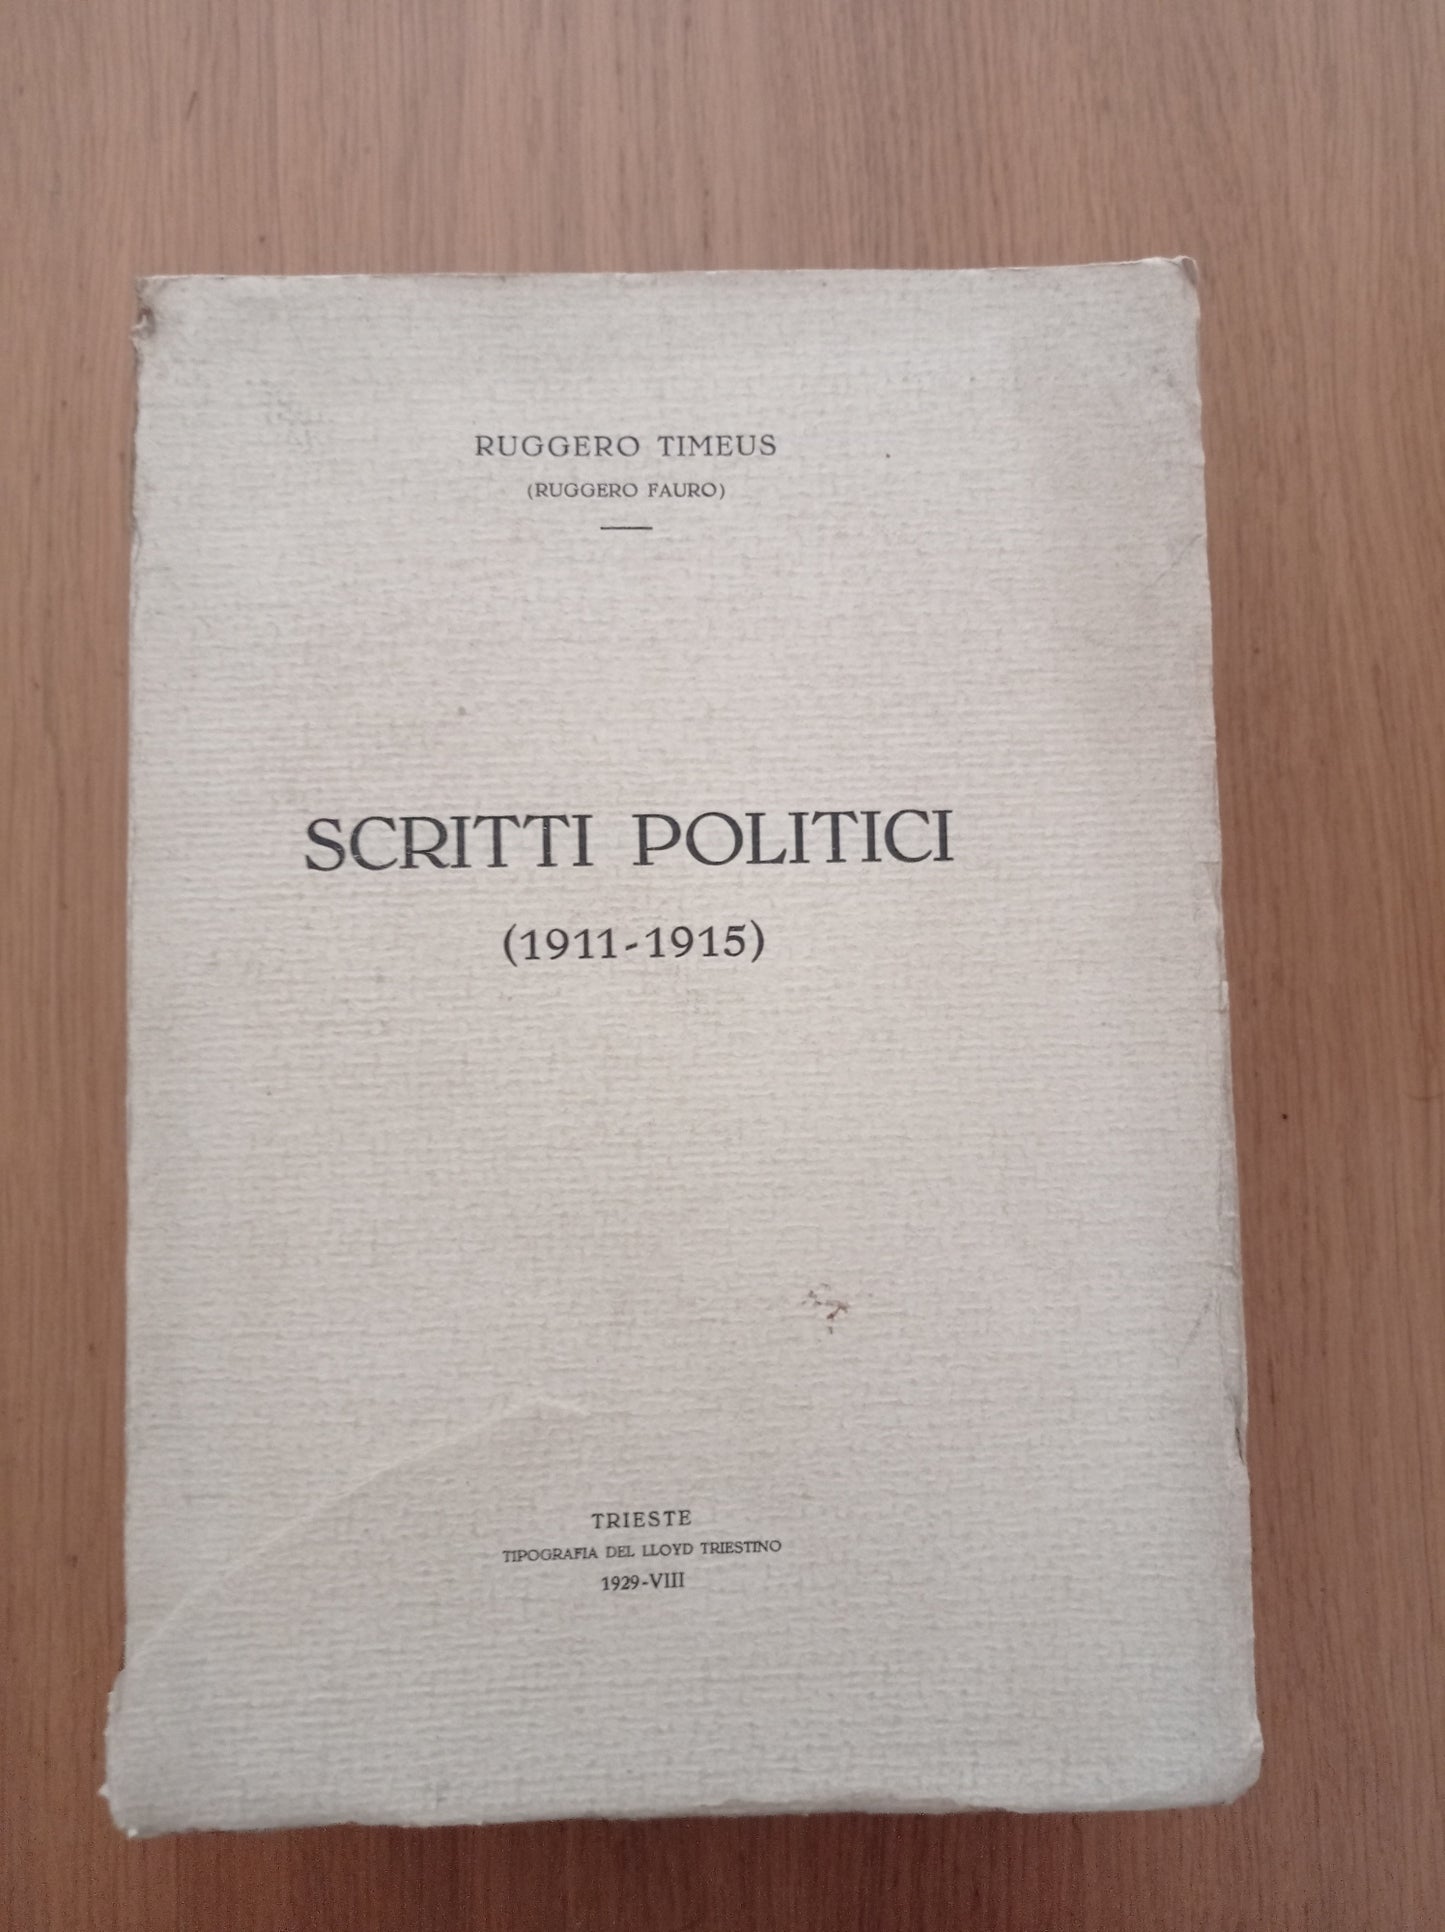 RUGGERO TIMEUS
(RUGGERO FAURO)
SCRITTI POLITICI
(1911-1915)
TRIESTE
TIPOGRAFIA DEL LLOYD TRIESTINO
1929-VIII